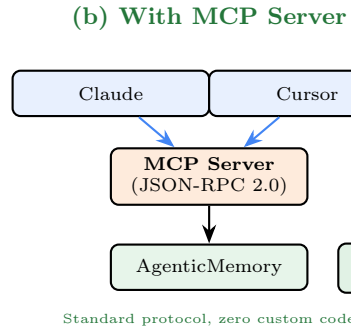 (b) With MCP Server
Claude
Cursor
MCP Server
(JSON-RPC 2.0)
AgenticMemory
Standard protocol, zero custom code